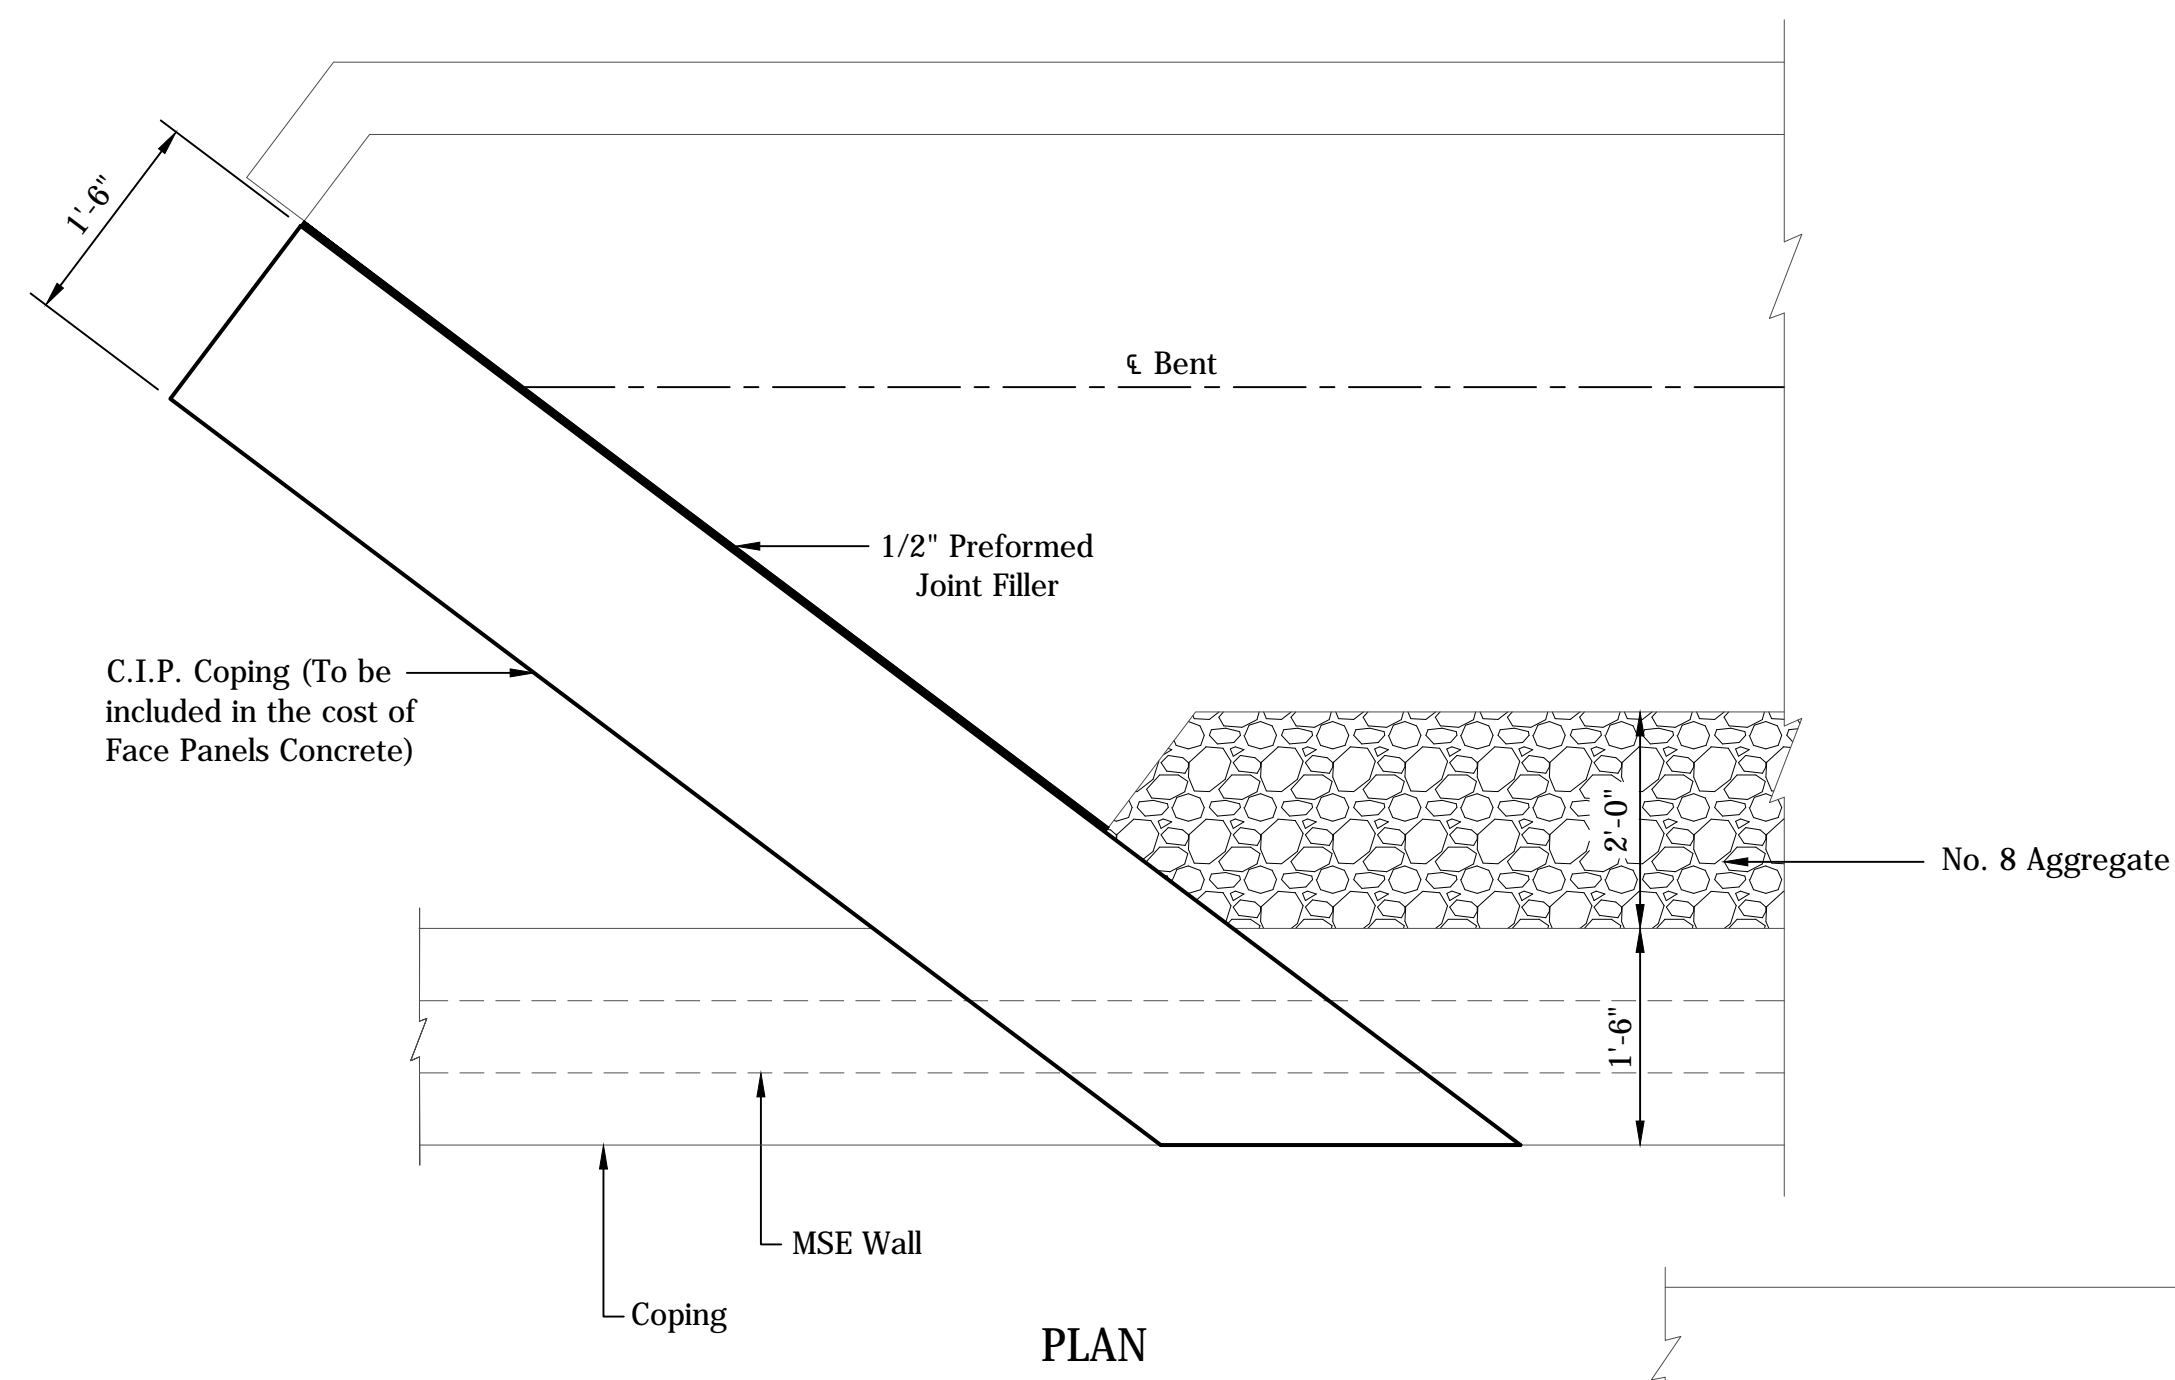 1'-6"
℄ Bent
1/2" Preformed
Joint Filler
C.I.P. Coping (To be
included in the cost of
Face Panels Concrete)
2'-0"
No. 8 Aggregate
1'-6"
MSE Wall
Coping
PLAN